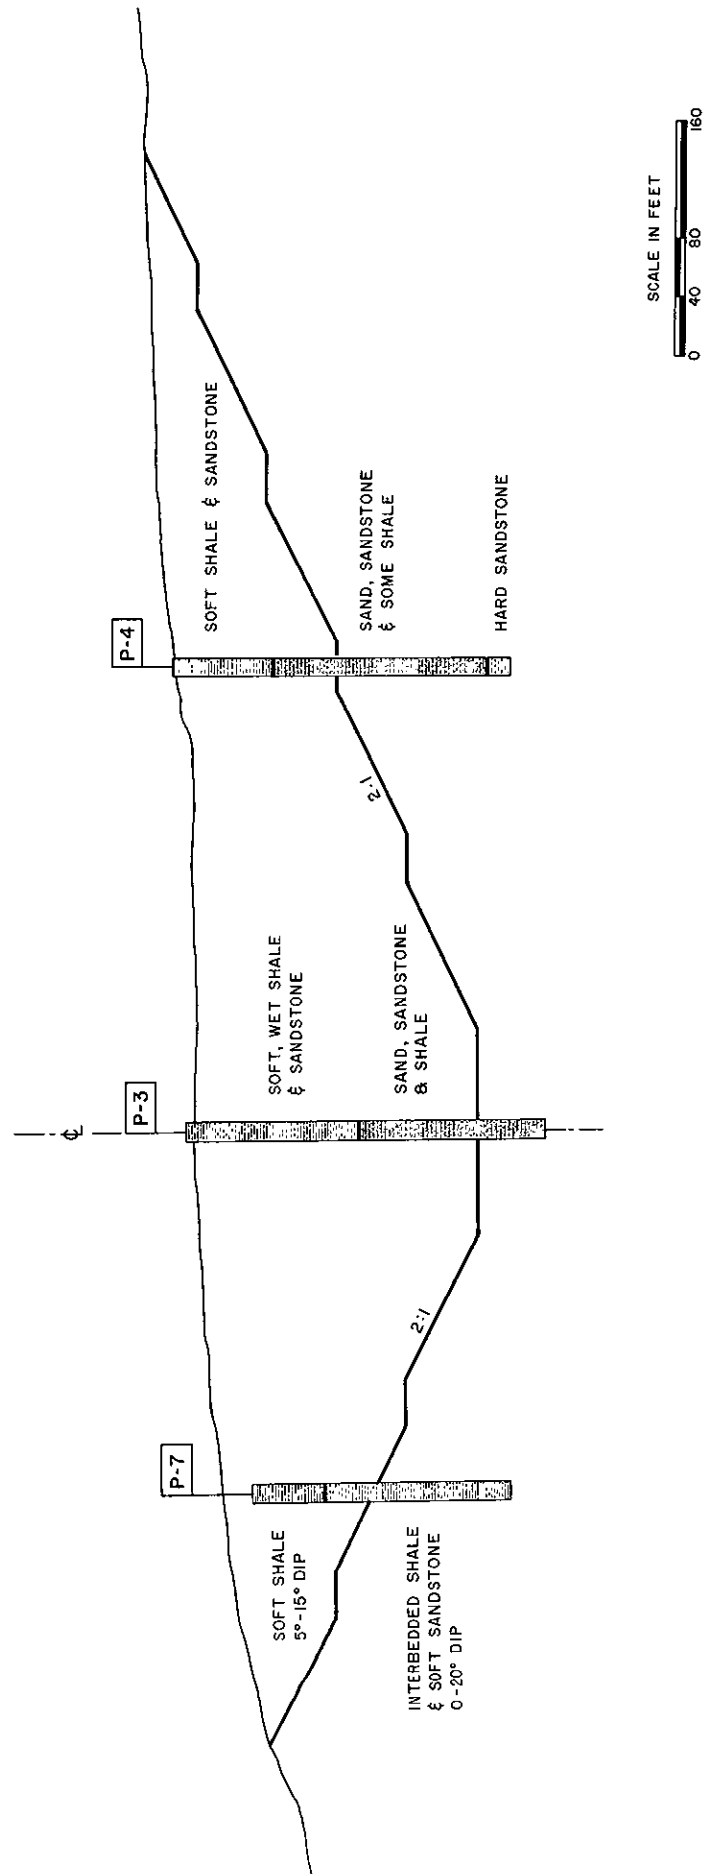 P-7
SOFT SHALE
5°-15° DIP
INTERBEDDED SHALE
& SOFT SANDSTONE
0-20° DIP
2:1
℄
P-3
SOFT, WET SHALE
& SANDSTONE
SAND, SANDSTONE
& SHALE
2:1
P-4
SOFT SHALE & SANDSTONE
SAND, SANDSTONE
& SOME SHALE
HARD SANDSTONE
SCALE IN FEET
0 40 80 160